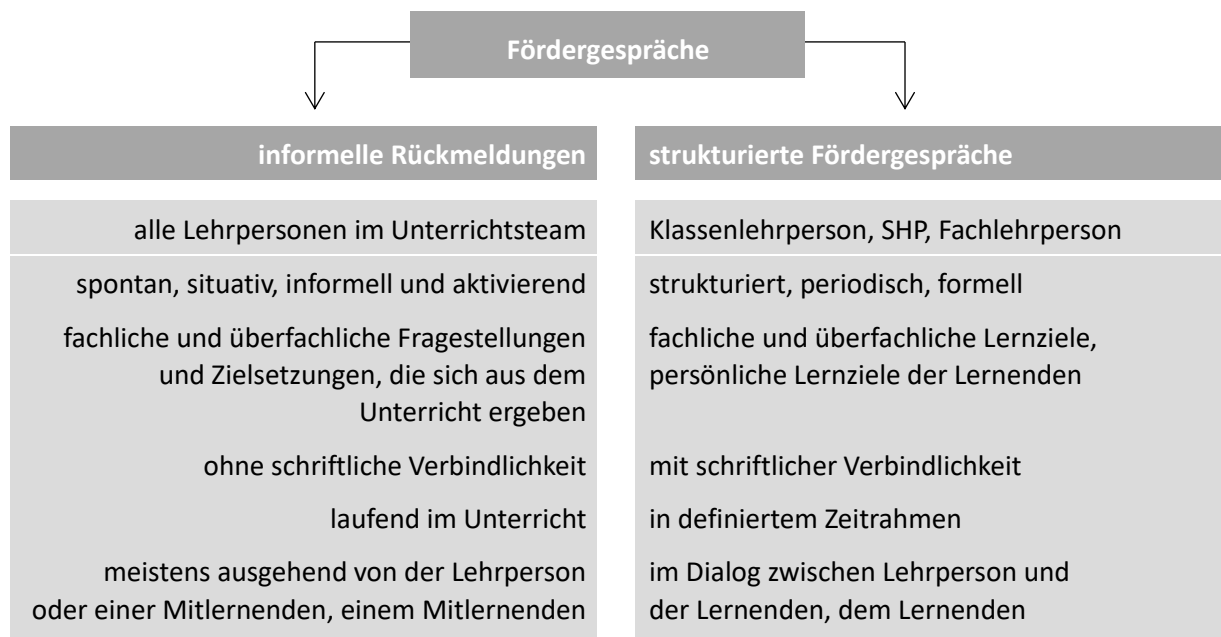 Fördergespräche
informelle Rückmeldungen
strukturierte Fördergespräche
alle Lehrpersonen im Unterrichtsteam
Klassenlehrperson, SHP, Fachlehrperson
spontan, situativ, informell und aktivierend
strukturiert, periodisch, formell
fachliche und überfachliche Fragestellungen
und Zielsetzungen, die sich aus dem
Unterricht ergeben
fachliche und überfachliche Lernziele,
persönliche Lernziele der Lernenden
ohne schriftliche Verbindlichkeit
mit schriftlicher Verbindlichkeit
laufend im Unterricht
in definiertem Zeitrahmen
meistens ausgehend von der Lehrperson
oder einer Mitlernenden, einem Mitlernenden
im Dialog zwischen Lehrperson und
der Lernenden, dem Lernenden